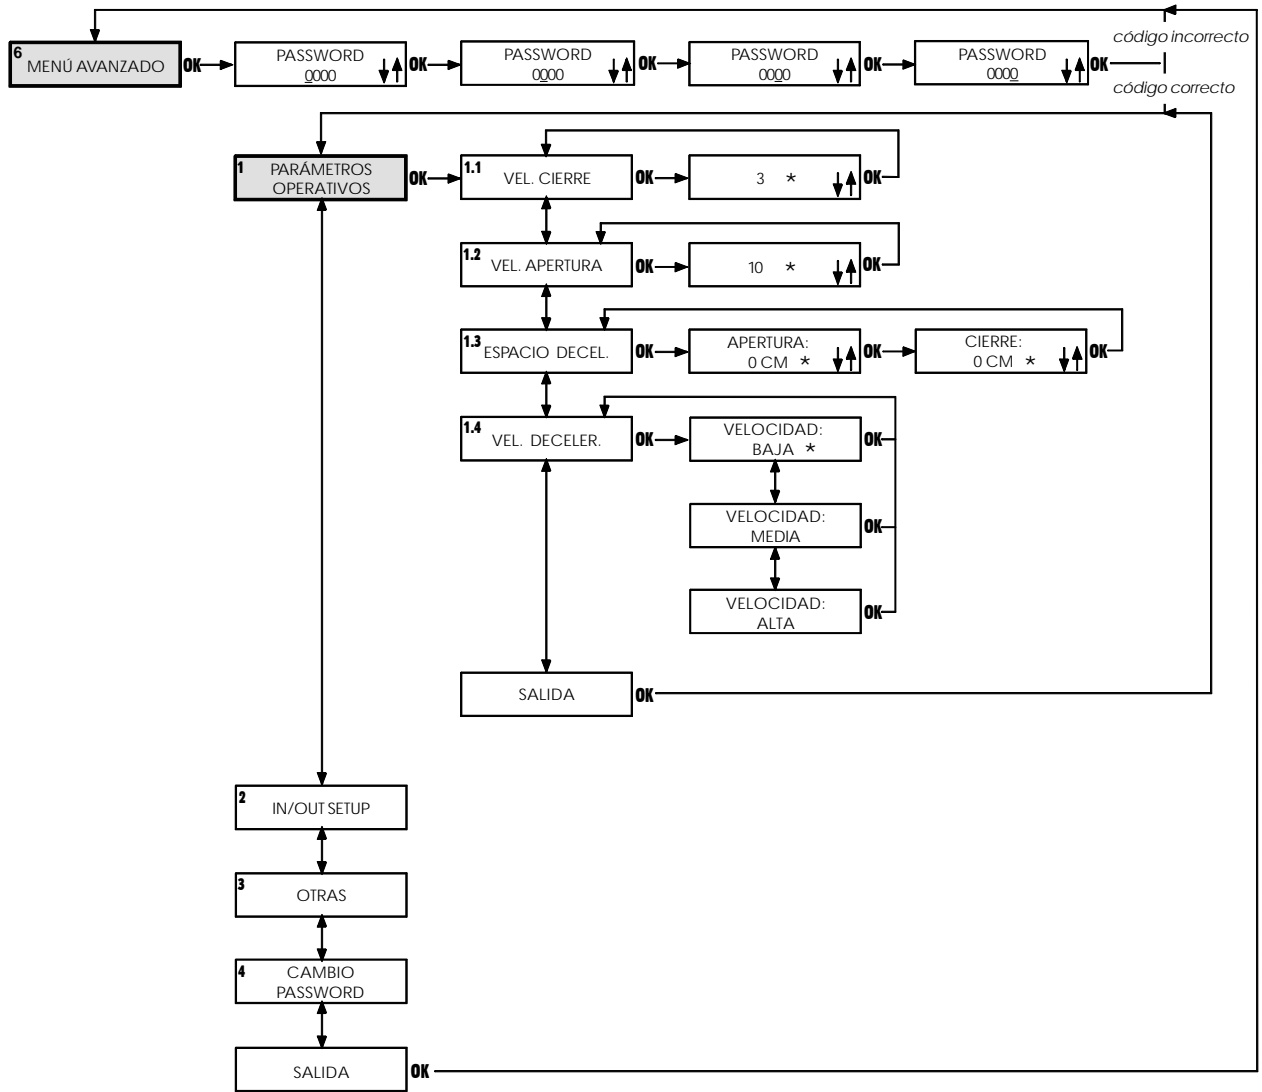 6
MENÚ AVANZADO
OK
PASSWORD
0000
OK
PASSWORD
0000
OK
PASSWORD
0000
OK
PASSWORD
0000
OK
código incorrecto
código correcto
1
PARÁMETROS
OPERATIVOS
OK
1.1
VEL. CIERRE
OK
3 *
OK
1.2
VEL. APERTURA
OK
10 *
OK
1.3
ESPACIO DECEL.
OK
APERTURA:
0 CM *
OK
CIERRE:
0 CM *
OK
1.4
VEL. DECELER.
OK
VELOCIDAD:
BAJA *
OK
VELOCIDAD:
MEDIA
OK
VELOCIDAD:
ALTA
OK
SALIDA
OK
2
IN/OUT SETUP
3
OTRAS
4
CAMBIO
PASSWORD
SALIDA
OK